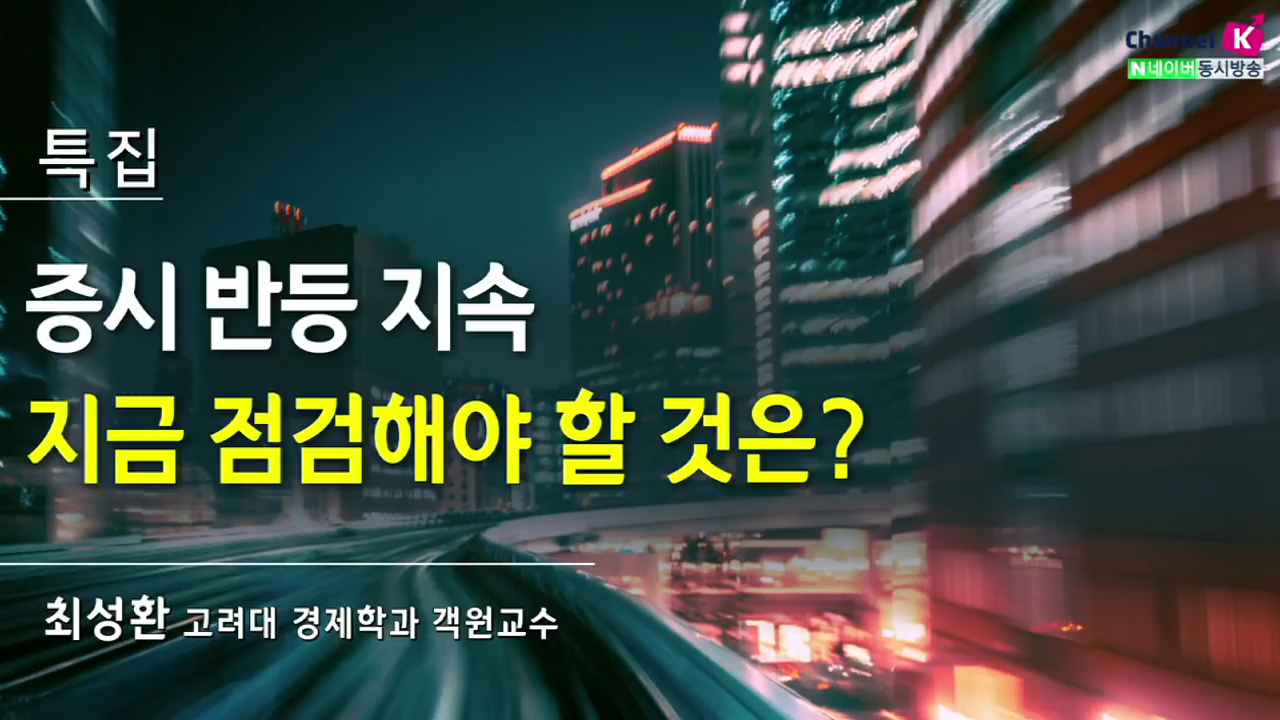 Channel K
N 네이버 동시방송
특집
증시 반등 지속
지금 점검해야 할 것은?
최성환 고려대 경제학과 객원교수